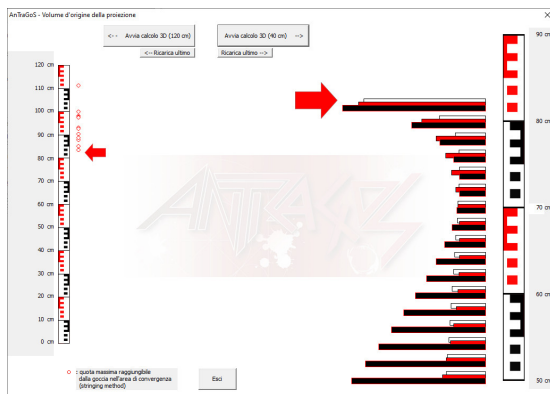 AnTraGoS - Volume d'origine della proiezione
<-- Avvia calcolo 3D (120 cm)
Avvia calcolo 3D (40 cm) -->
<-- Ricarica ultimo
Ricarica ultimo -->
120 cm
110 cm
100 cm
90 cm
80 cm
70 cm
60 cm
50 cm
40 cm
30 cm
20 cm
10 cm
0 cm
90 cm
80 cm
70 cm
60 cm
50 cm
: quota massima raggiungibile
dalla goccia nell'area di convergenza
(stringing method)
Esci